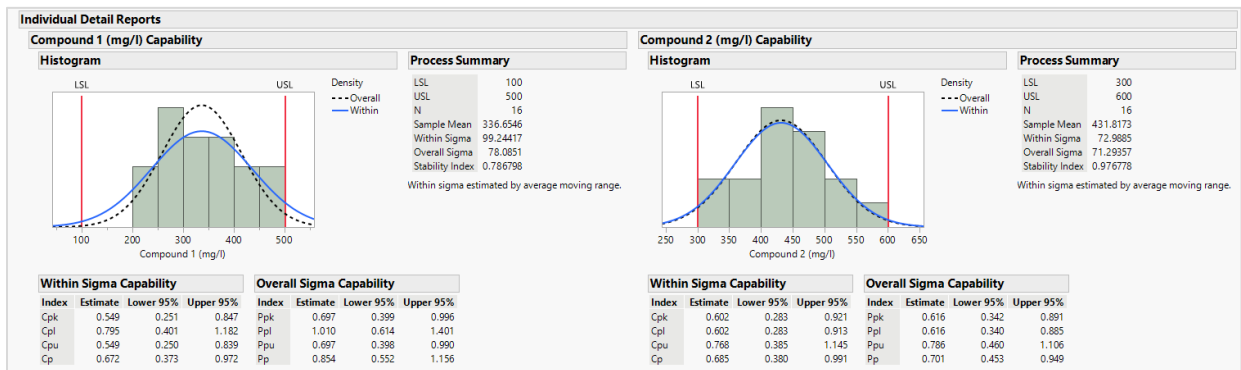 Individual Detail Reports
Compound 1 (mg/l) Capability
Histogram
LSL
USL
Density
Overall
Within
100 200 300 400 500
Compound 1 (mg/l)
Process Summary
LSL 100
USL 500
N 16
Sample Mean 336.6546
Within Sigma 99.24417
Overall Sigma 78.0851
Stability Index 0.786798
Within sigma estimated by average moving range.
Within Sigma Capability
Index Estimate Lower 95% Upper 95%
Cpk 0.549 0.251 0.847
Cpl 0.795 0.401 1.182
Cpu 0.549 0.250 0.839
Cp 0.672 0.373 0.972
Overall Sigma Capability
Index Estimate Lower 95% Upper 95%
Ppk 0.697 0.399 0.996
Ppl 1.010 0.614 1.401
Ppu 0.697 0.398 0.990
Pp 0.854 0.552 1.156
Compound 2 (mg/l) Capability
Histogram
LSL
USL
Density
Overall
Within
250 300 350 400 450 500 550 600 650
Compound 2 (mg/l)
Process Summary
LSL 300
USL 600
N 16
Sample Mean 431.8173
Within Sigma 72.9885
Overall Sigma 71.29357
Stability Index 0.976778
Within sigma estimated by average moving range.
Within Sigma Capability
Index Estimate Lower 95% Upper 95%
Cpk 0.602 0.283 0.921
Cpl 0.602 0.283 0.913
Cpu 0.768 0.385 1.145
Cp 0.685 0.380 0.991
Overall Sigma Capability
Index Estimate Lower 95% Upper 95%
Ppk 0.616 0.342 0.891
Ppl 0.616 0.340 0.885
Ppu 0.786 0.460 1.106
Pp 0.701 0.453 0.949